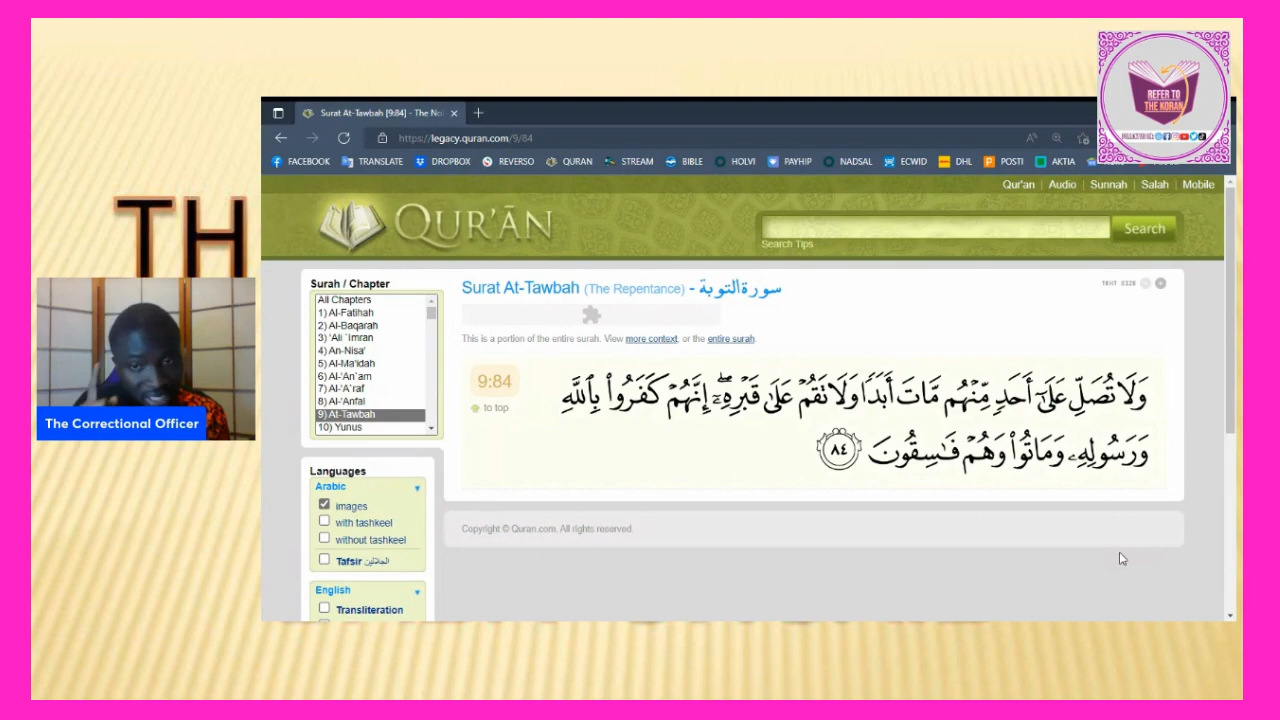 TH
REFER TO
THE KORAN
Surat At-Tawbah [9:84] - The No
https://legacy.quran.com/9/84
FACEBOOK TRANSLATE DROPBOX REVERSO QURAN STREAM BIBLE HOLVI PAYHIP NADSAL ECWID DHL POSTI AKTIA
Qur'an | Audio | Sunnah | Salah | Mobile
QUR'ĀN
Search
Search Tips
Surah / Chapter
All Chapters
1) Al-Fatihah
2) Al-Baqarah
3) 'Ali `Imran
4) An-Nisa'
5) Al-Ma'idah
6) Al-'An`am
7) Al-'A`raf
8) Al-'Anfal
9) At-Tawbah
10) Yunus
Surat At-Tawbah (The Repentance) - سورة التوبة
TEXT SIZE
This is a portion of the entire surah. View more context, or the entire surah.
9:84
to top
وَلَا تُصَلِّ عَلَىٰٓ أَحَدٍ مِّنْهُم مَّاتَ أَبَدًا وَلَا تَقُمْ عَلَىٰ قَبْرِهِۦٓ ۖ إِنَّهُمْ كَفَرُوا۟ بِٱللَّهِ
وَرَسُولِهِۦ وَمَاتُوا۟ وَهُمْ فَـٰسِقُونَ ٨٤
The Correctional Officer
Languages
Arabic
images
with tashkeel
without tashkeel
Tafsir الجلالين
English
Transliteration
Copyright © Quran.com. All rights reserved.